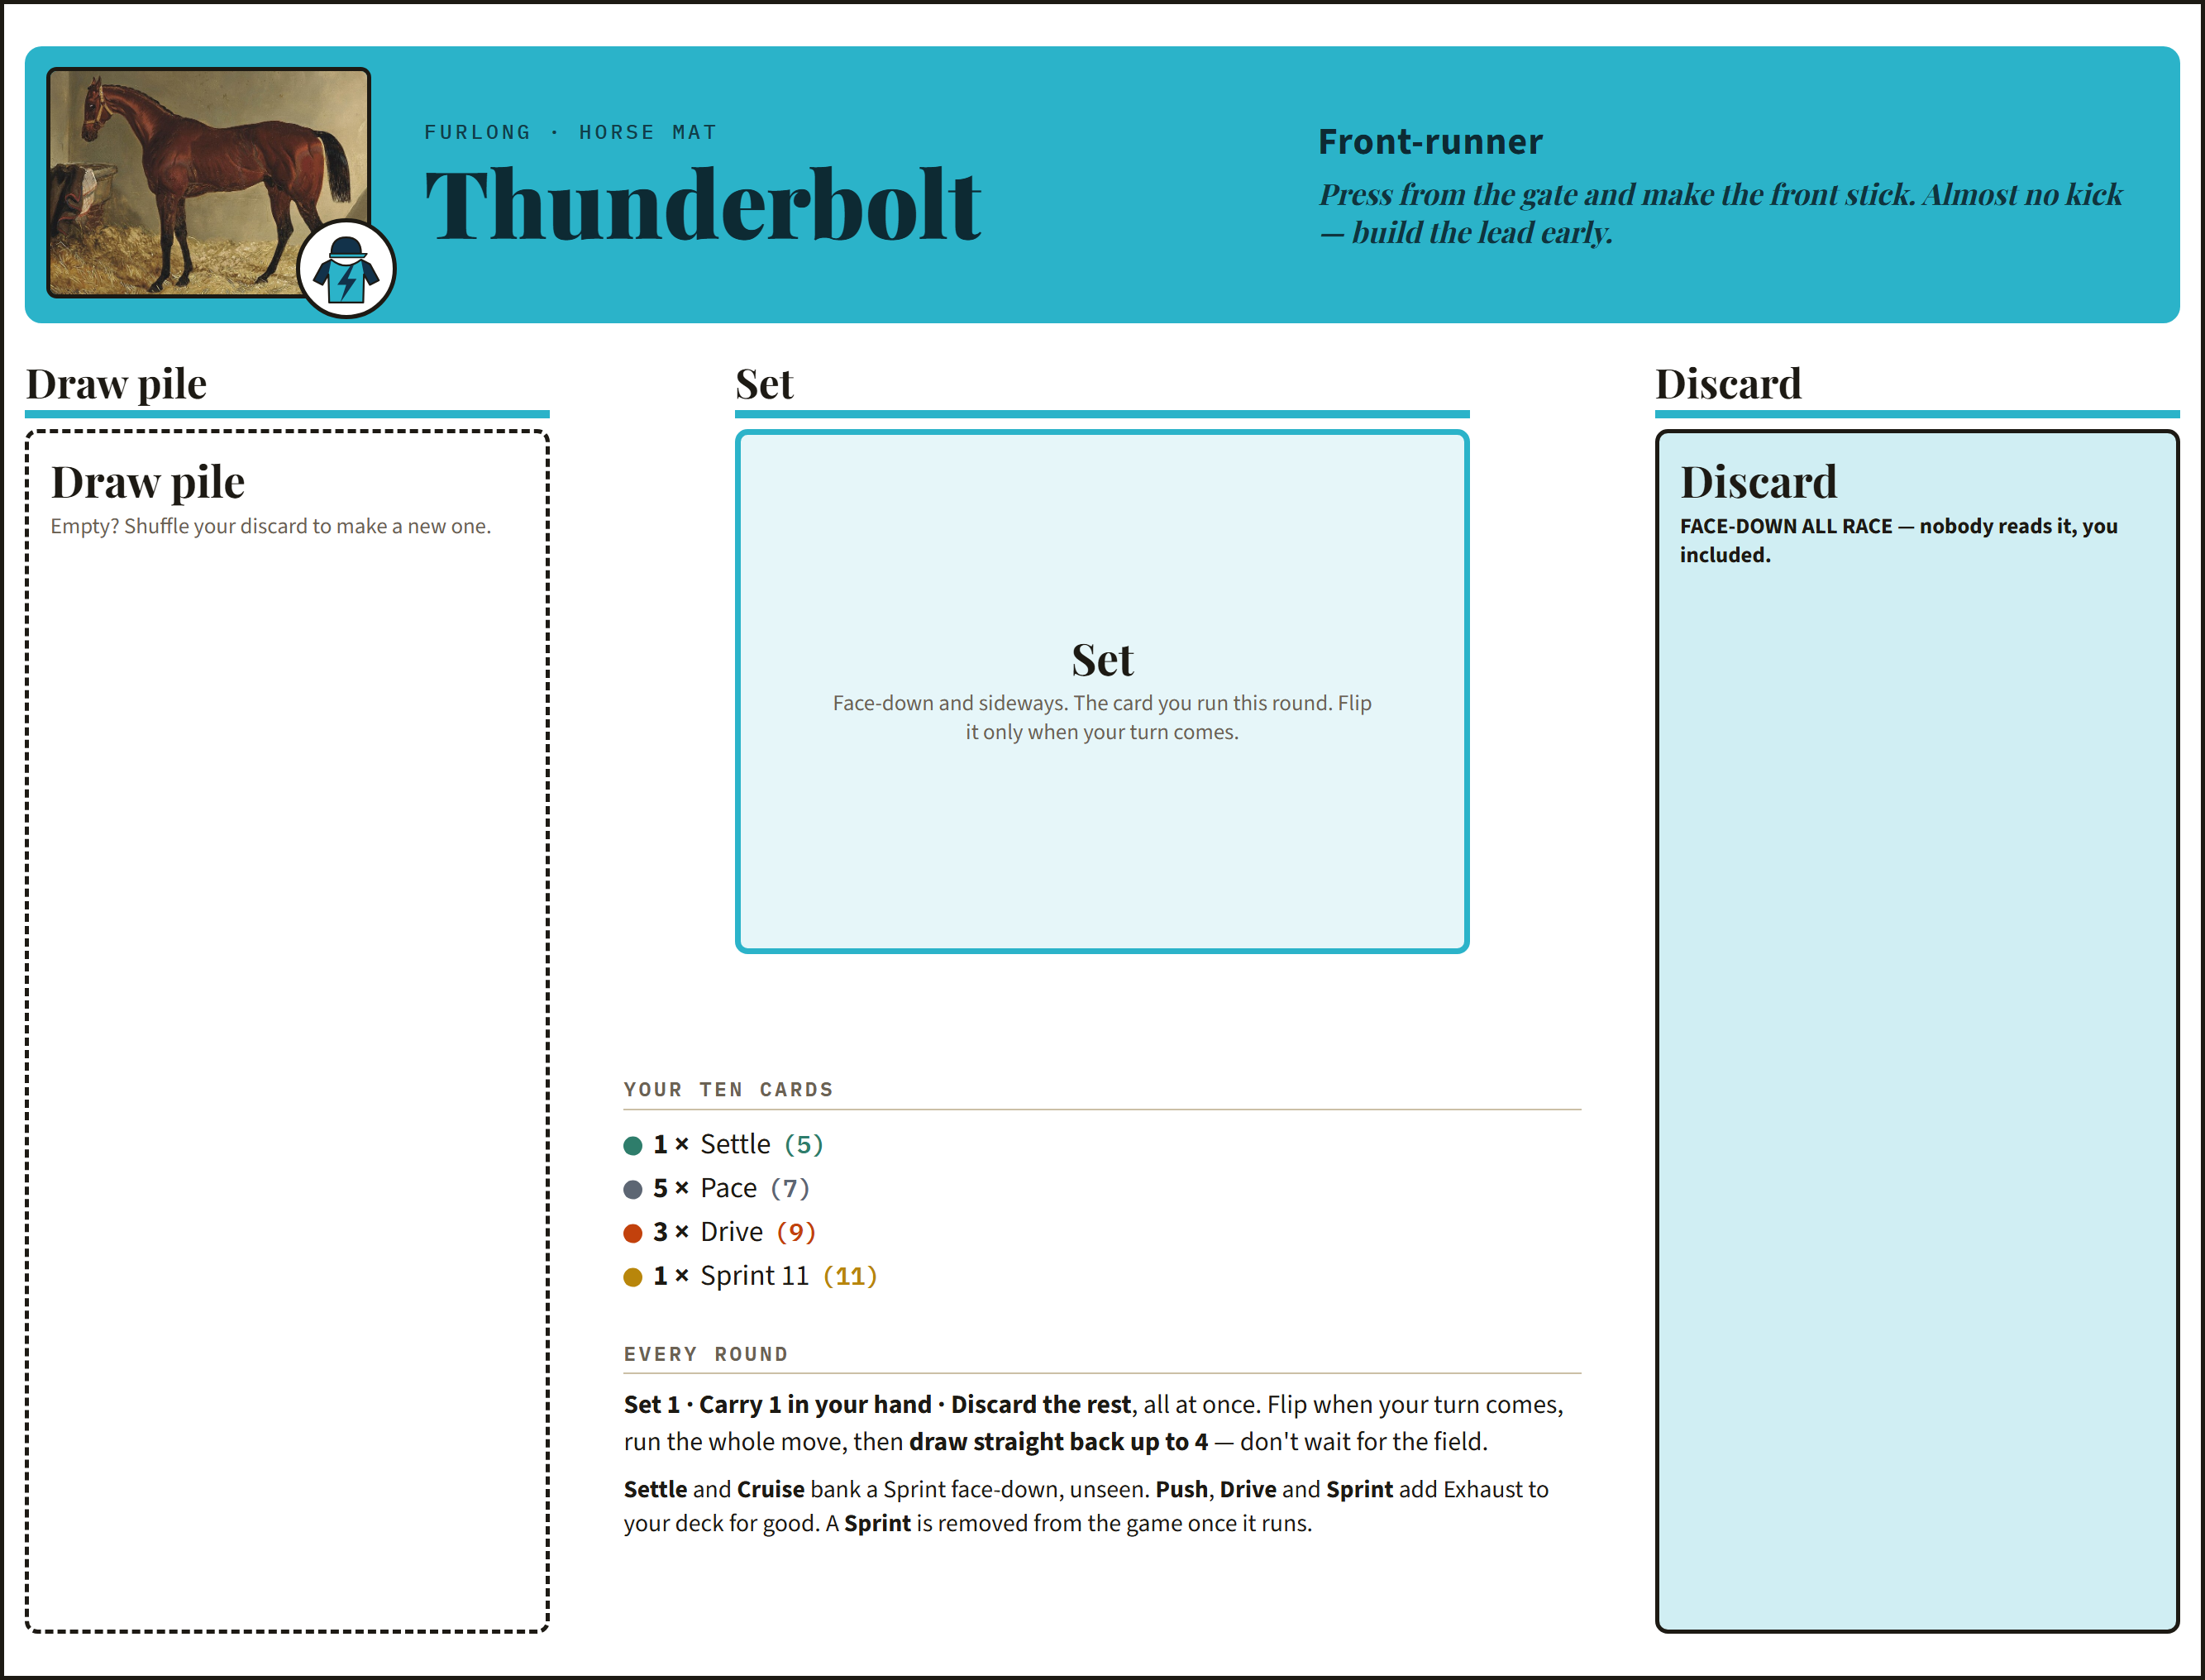 FURLONG · HORSE MAT
Thunderbolt
Front-runner
Press from the gate and make the front stick. Almost no kick
— build the lead early.
Draw pile
Draw pile
Empty? Shuffle your discard to make a new one.
Set
Set
Face-down and sideways. The card you run this round. Flip
it only when your turn comes.
YOUR TEN CARDS
1 × Settle (5)
5 × Pace (7)
3 × Drive (9)
1 × Sprint 11 (11)
EVERY ROUND
Set 1 · Carry 1 in your hand · Discard the rest, all at once. Flip when your turn comes,
run the whole move, then draw straight back up to 4 — don't wait for the field.
Settle and Cruise bank a Sprint face-down, unseen. Push, Drive and Sprint add Exhaust to
your deck for good. A Sprint is removed from the game once it runs.
Discard
Discard
FACE-DOWN ALL RACE — nobody reads it, you
included.